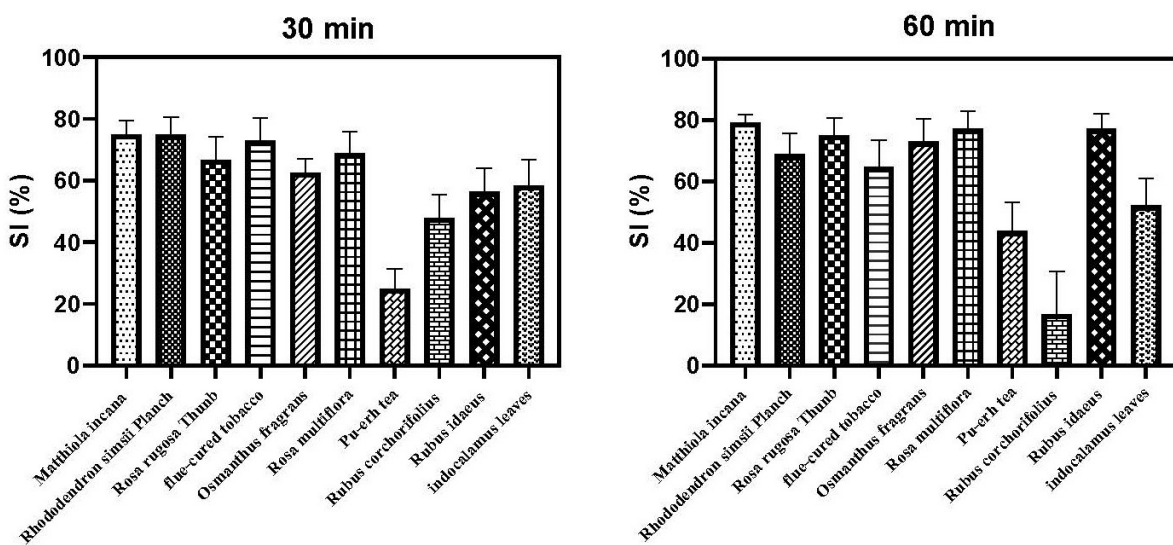 30 min
SI (%)
100
80
60
40
20
0
Matthiola incana
Rhododendron simsii Planch
Rosa rugosa Thunb
flue-cured tobacco
Osmanthus fragrans
Rosa multiflora
Pu-erh tea
Rubus corchorifolius
Rubus idaeus
indocalamus leaves
60 min
SI (%)
100
80
60
40
20
0
Matthiola incana
Rhododendron simsii Planch
Rosa rugosa Thunb
flue-cured tobacco
Osmanthus fragrans
Rosa multiflora
Pu-erh tea
Rubus corchorifolius
Rubus idaeus
indocalamus leaves